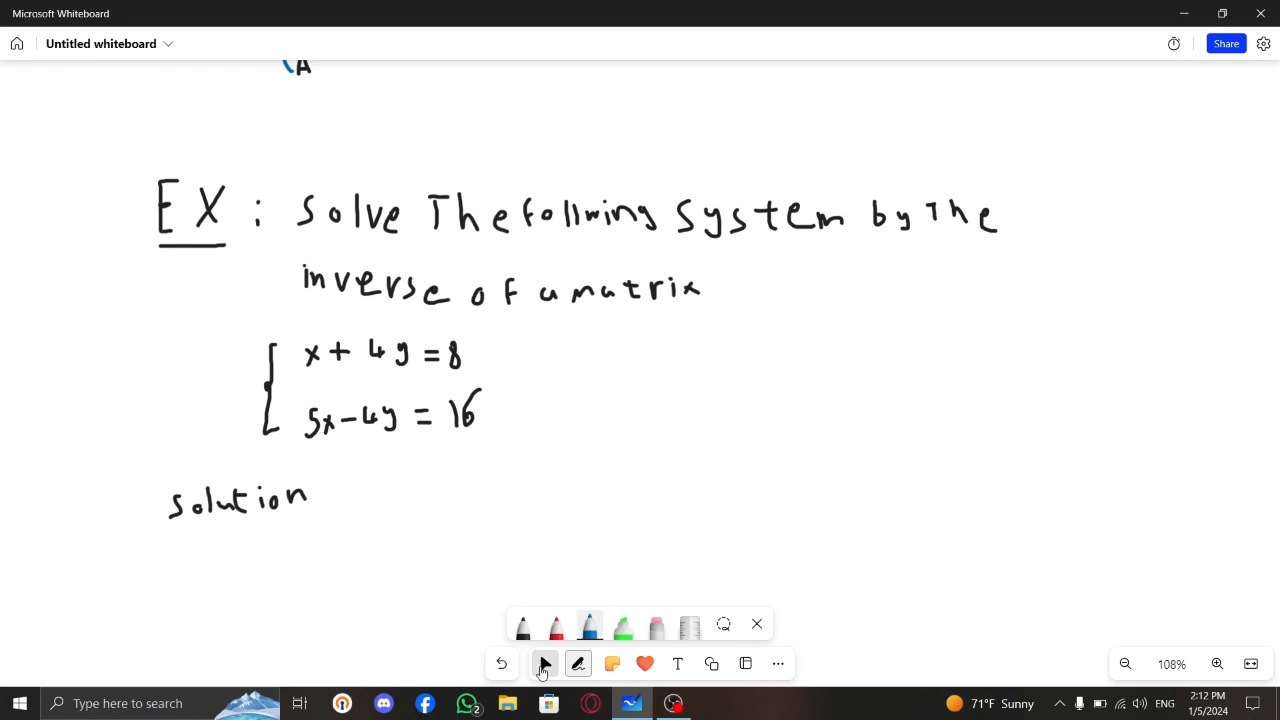 Microsoft Whiteboard
Untitled whiteboard
Share
(A
EX : Solve The follwing System by The
inverse of a matrix
x + 4y = 8
5x - 4y = 16
solution
108%
Type here to search
2
71°F Sunny
ENG
2:12 PM
1/5/2024